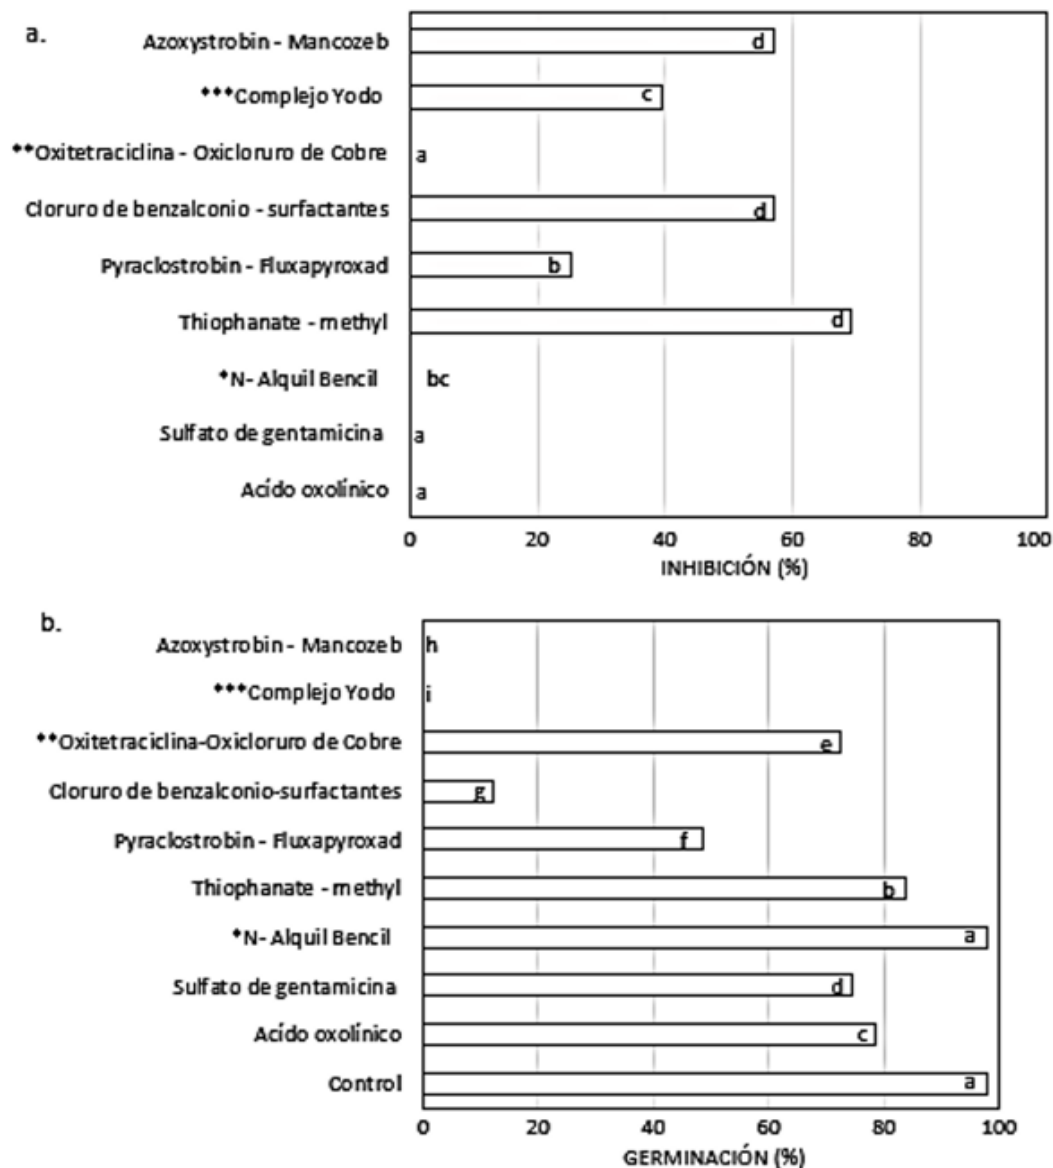 a.
Azoxystrobin - Mancozeb
d
***Complejo Yodo
c
**Oxitetraciclina - Oxicloruro de Cobre
a
Cloruro de benzalconio - surfactantes
d
Pyraclostrobin - Fluxapyroxad
b
Thiophanate - methyl
d
*N- Alquil Bencil
bc
Sulfato de gentamicina
a
Acído oxolínico
a
0 20 40 60 80 100
INHIBICIÓN (%)
b.
Azoxystrobin - Mancozeb
h
***Complejo Yodo
i
**Oxitetraciclina-Oxicloruro de Cobre
e
Cloruro de benzalconio-surfactantes
g
Pyraclostrobin - Fluxapyroxad
f
Thiophanate - methyl
b
*N- Alquil Bencil
a
Sulfato de gentamicina
d
Acído oxolínico
c
Control
a
0 20 40 60 80 100
GERMINACIÓN (%)